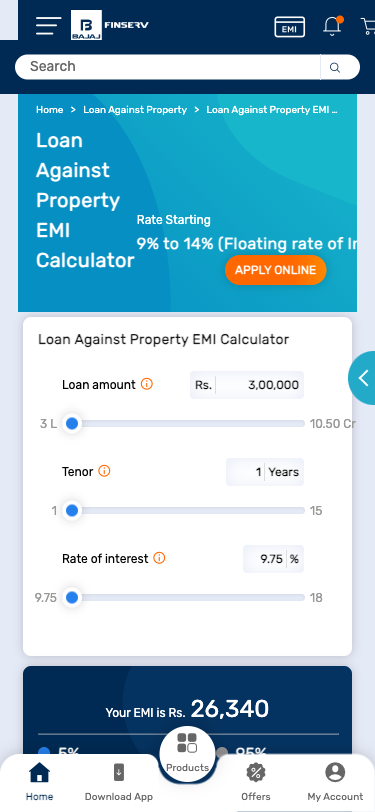 B
BAJAJ
FINSERV
EMI
Search
Home > Loan Against Property > Loan Against Property EMI ...
Loan
Against
Property
EMI
Calculator
Rate Starting
9% to 14% (Floating rate of In
APPLY ONLINE
Loan Against Property EMI Calculator
Loan amount
Rs. 3,00,000
3 L 10.50 Cr
Tenor
1 Years
1 15
Rate of interest
9.75 %
9.75 18
Your EMI is Rs. 26,340
5% 95%
Products
Home Download App Offers My Account